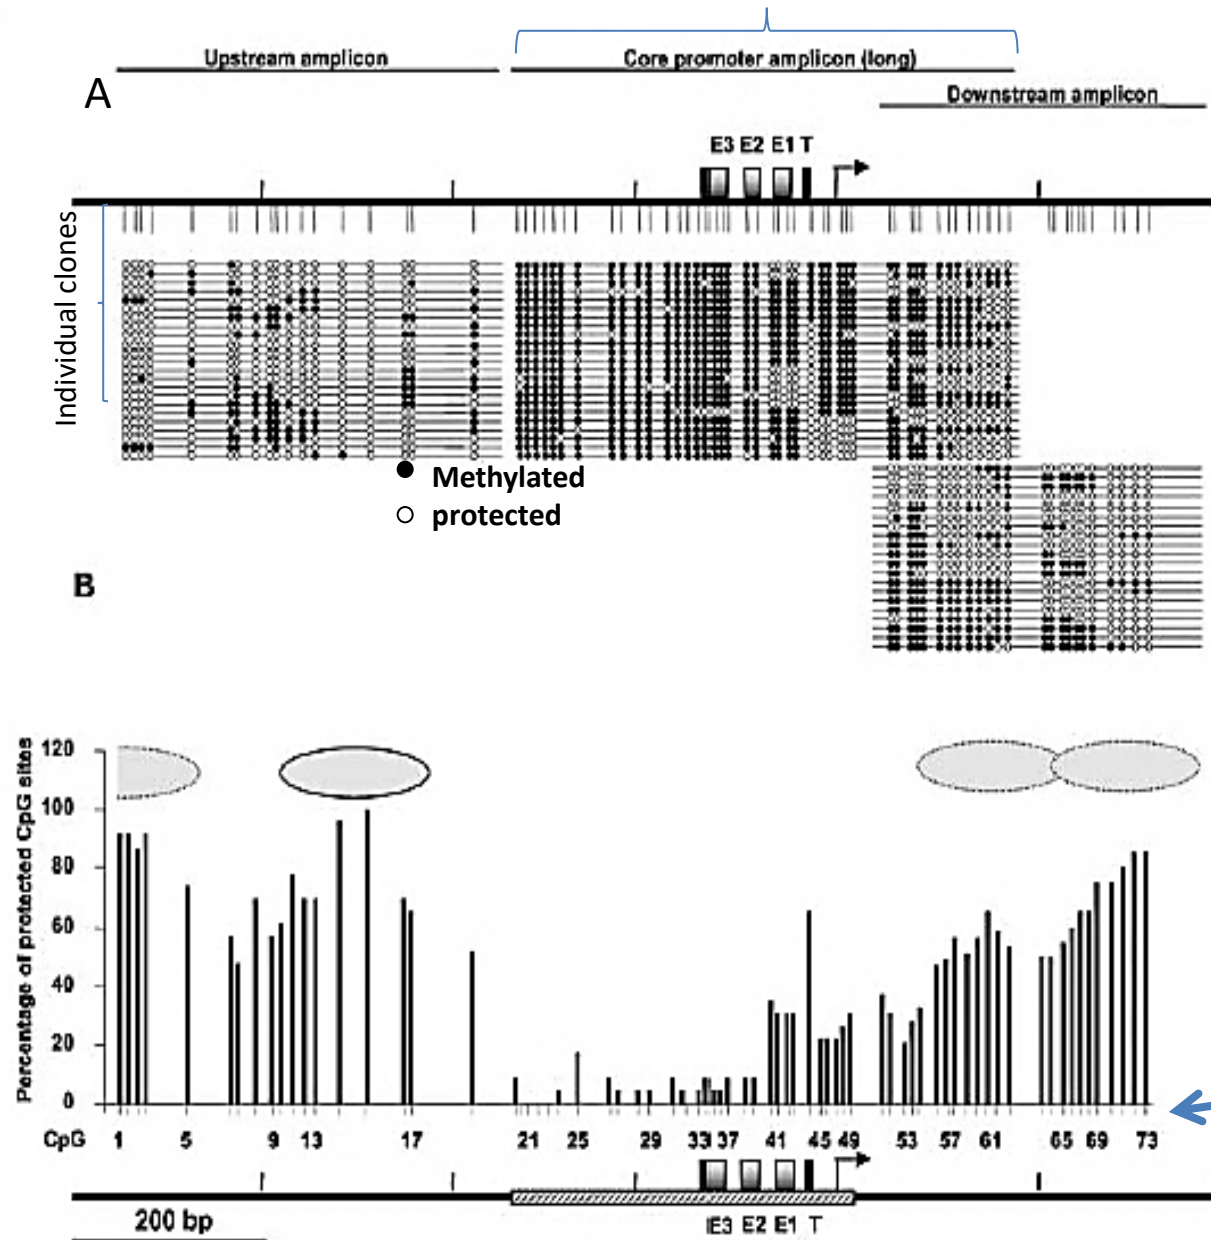 Upstream amplicon
Core promoter amplicon (long)
Downstream amplicon
A
E3 E2 E1 T
Individual clones
Methylated
protected
B
Percentage of protected CpG sites
120
100
80
60
40
20
0
CpG 1 5 9 13 17 21 25 29 33 37 41 45 49 53 57 61 65 69 73
200 bp
IE3 E2 E1 T